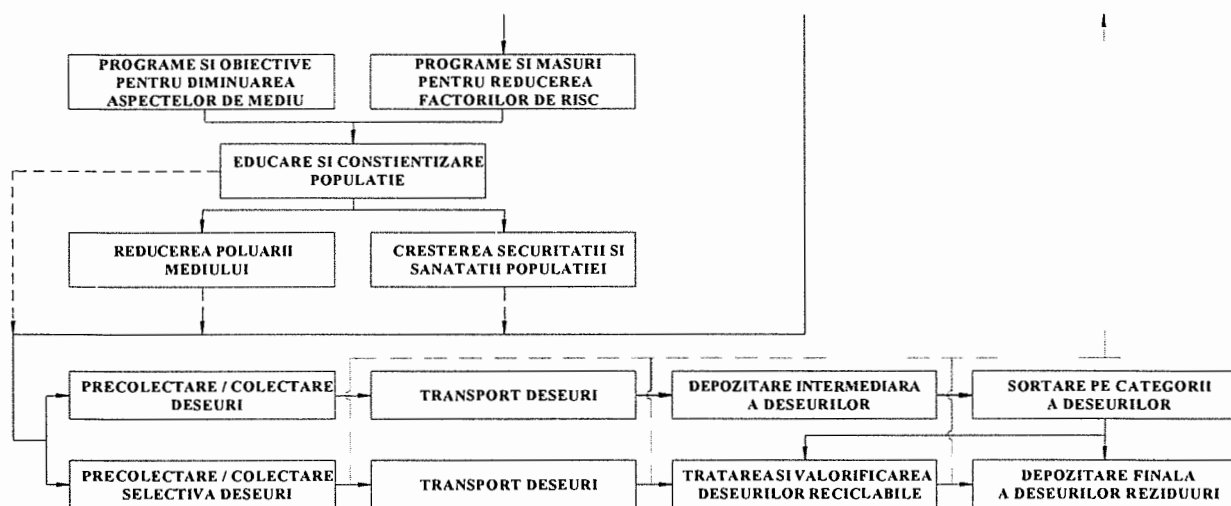 PROGRAME SI OBIECTIVE
PENTRU DIMINUAREA
ASPECTELOR DE MEDIU
PROGRAME SI MASURI
PENTRU REDUCEREA
FACTORILOR DE RISC
EDUCARE SI CONSTIENTIZARE
POPULATIE
REDUCEREA POLUARII
MEDIULUI
CRESTEREA SECURITATII SI
SANATATII POPULATIEI
PRECOLECTARE / COLECTARE
DESEURI
TRANSPORT DESEURI
DEPOZITARE INTERMEDIARA
A DESEURILOR
SORTARE PE CATEGORII
A DESEURILOR
PRECOLECTARE / COLECTARE
SELECTIVA DESEURI
TRANSPORT DESEURI
TRATAREA SI VALORIFICAREA
DESEURILOR RECICLABILE
DEPOZITARE FINALA
A DESEURILOR REZIDUURI